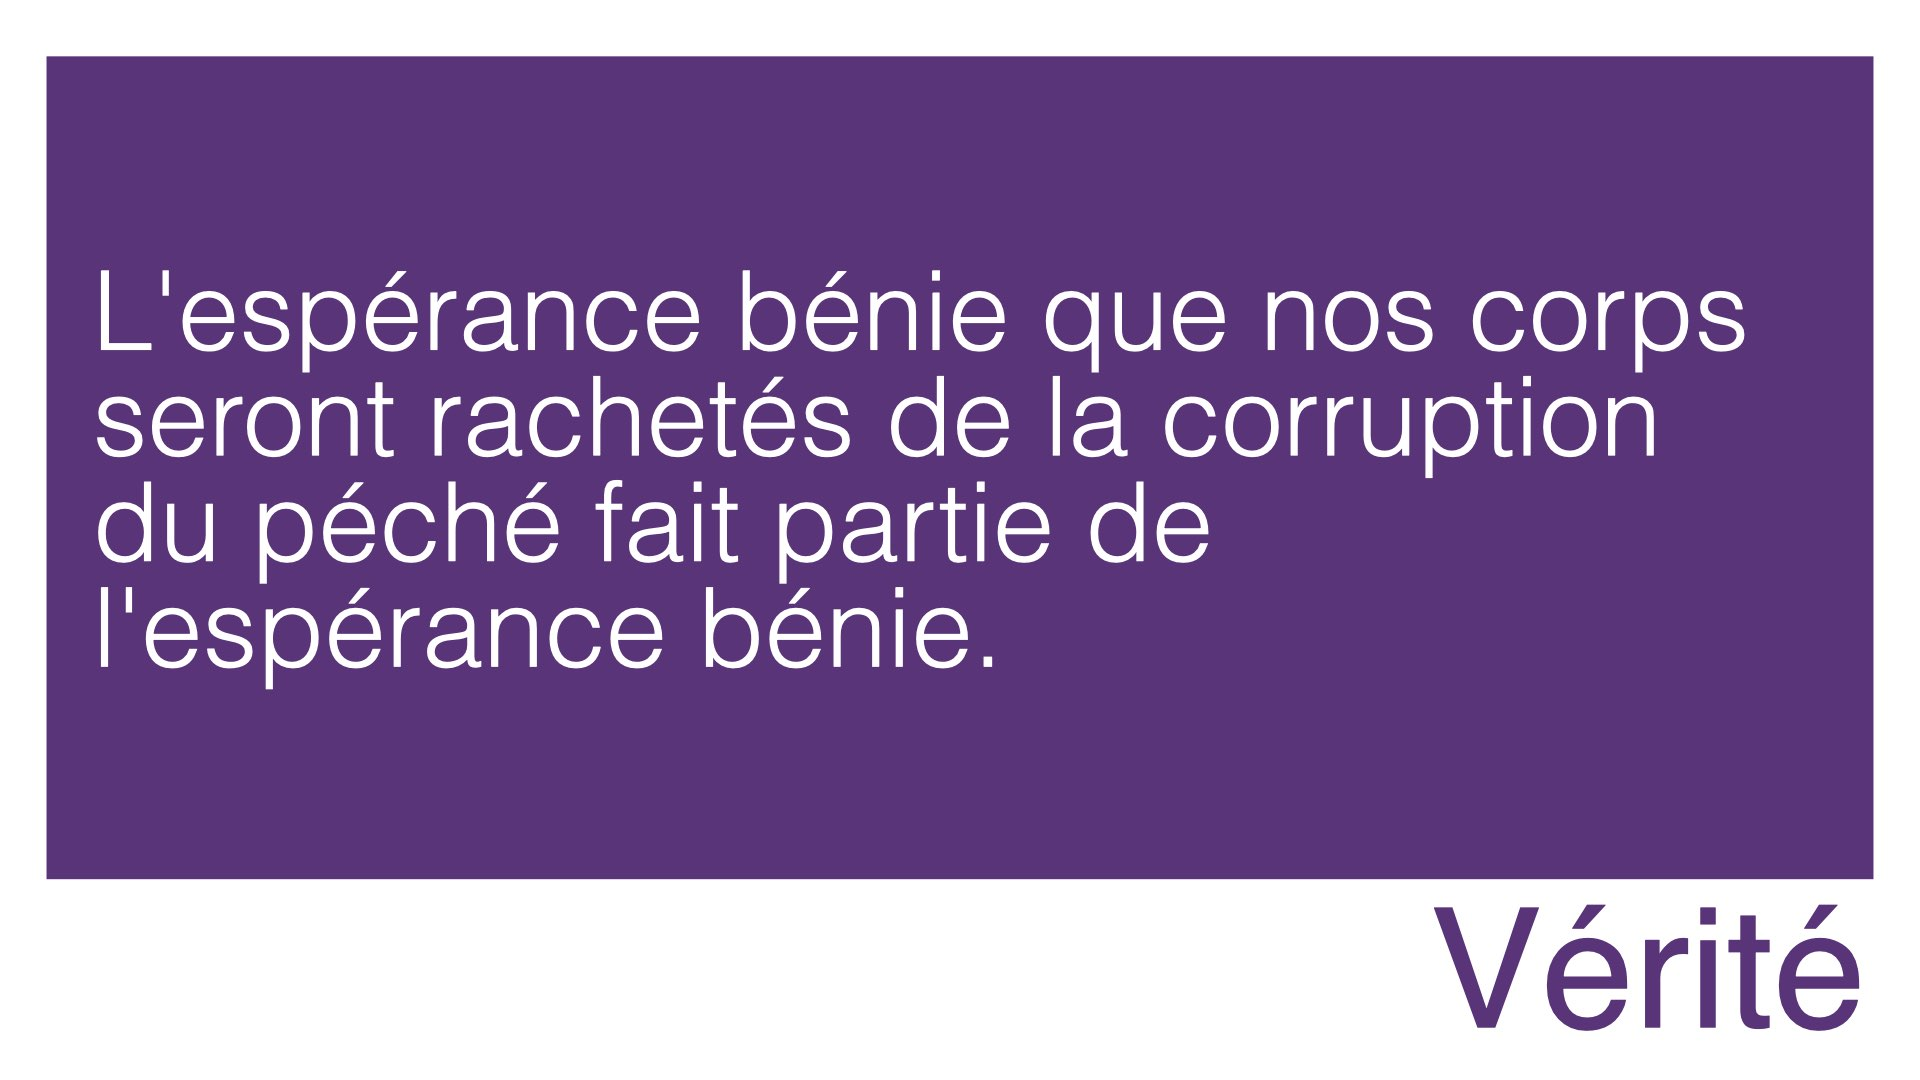 L'espérance bénie que nos corps
seront rachetés de la corruption
du péché fait partie de
l'espérance bénie.
Vérité